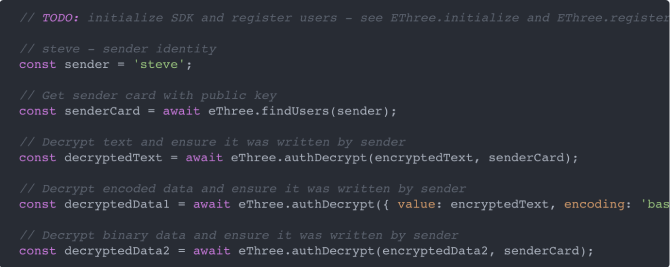 // TODO: initialize SDK and register users - see EThree.initialize and EThree.register
// steve - sender identity
const sender = 'steve';
// Get sender card with public key
const senderCard = await eThree.findUsers(sender);
// Decrypt text and ensure it was written by sender
const decryptedText = await eThree.authDecrypt(encryptedText, senderCard);
// Decrypt encoded data and ensure it was written by sender
const decryptedData1 = await eThree.authDecrypt({ value: encryptedText, encoding: 'bas
// Decrypt binary data and ensure it was written by sender
const decryptedData2 = await eThree.authDecrypt(encryptedData2, senderCard);